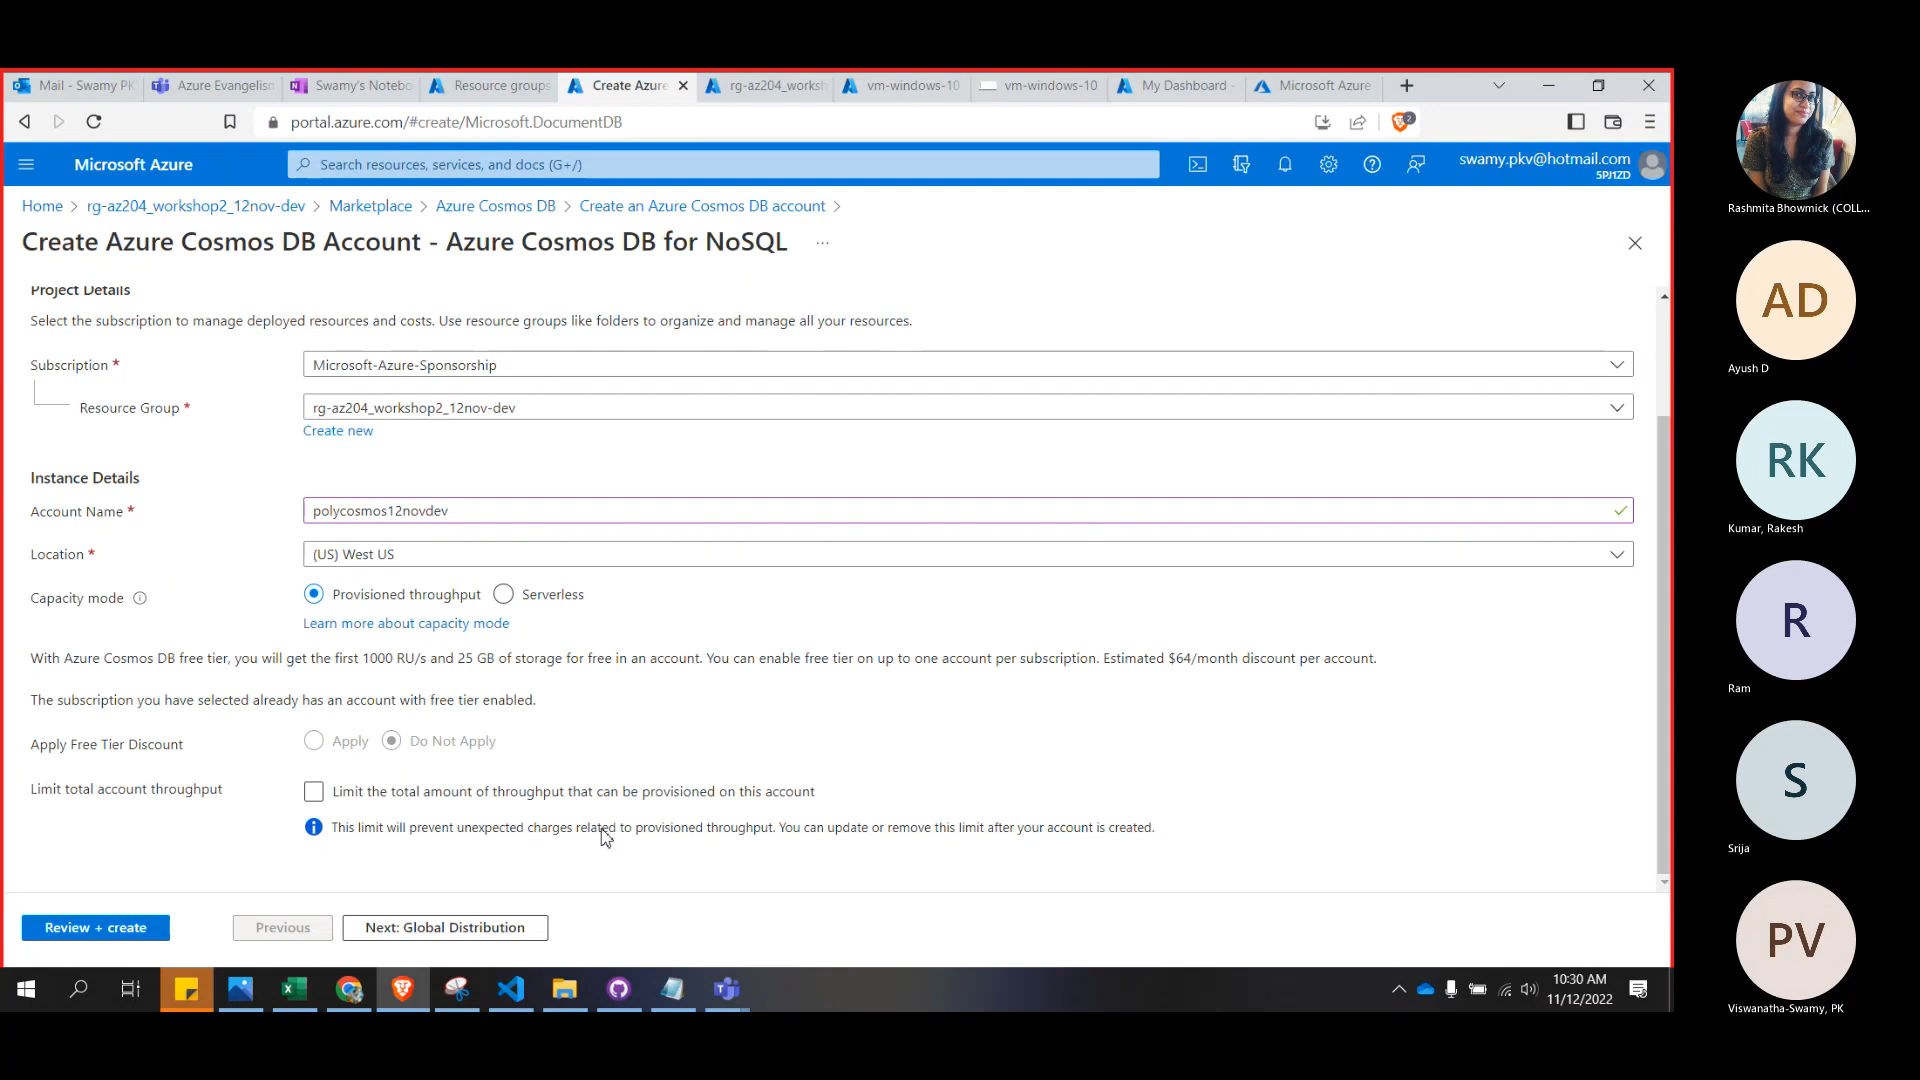 Mail - Swamy PK
Azure Evangelism
Swamy's Notebo
Resource groups
Create Azure
rg-az204_worksh
vm-windows-10
vm-windows-10
My Dashboard -
Microsoft Azure
portal.azure.com/#create/Microsoft.DocumentDB
2
Microsoft Azure
Search resources, services, and docs (G+/)
swamy.pkv@hotmail.com
5PJ1ZD
Home > rg-az204_workshop2_12nov-dev > Marketplace > Azure Cosmos DB > Create an Azure Cosmos DB account >
Create Azure Cosmos DB Account - Azure Cosmos DB for NoSQL ...
Project Details
Select the subscription to manage deployed resources and costs. Use resource groups like folders to organize and manage all your resources.
Subscription *
Microsoft-Azure-Sponsorship
Resource Group *
rg-az204_workshop2_12nov-dev
Create new
Instance Details
Account Name *
polycosmos12novdev
Location *
(US) West US
Capacity mode
Provisioned throughput
Serverless
Learn more about capacity mode
With Azure Cosmos DB free tier, you will get the first 1000 RU/s and 25 GB of storage for free in an account. You can enable free tier on up to one account per subscription. Estimated $64/month discount per account.
The subscription you have selected already has an account with free tier enabled.
Apply Free Tier Discount
Apply
Do Not Apply
Limit total account throughput
Limit the total amount of throughput that can be provisioned on this account
This limit will prevent unexpected charges related to provisioned throughput. You can update or remove this limit after your account is created.
Review + create
Previous
Next: Global Distribution
10:30 AM
11/12/2022
Rashmita Bhowmick (COLL...
AD
Ayush D
RK
Kumar, Rakesh
R
Ram
S
Srija
PV
Viswanatha-Swamy, PK